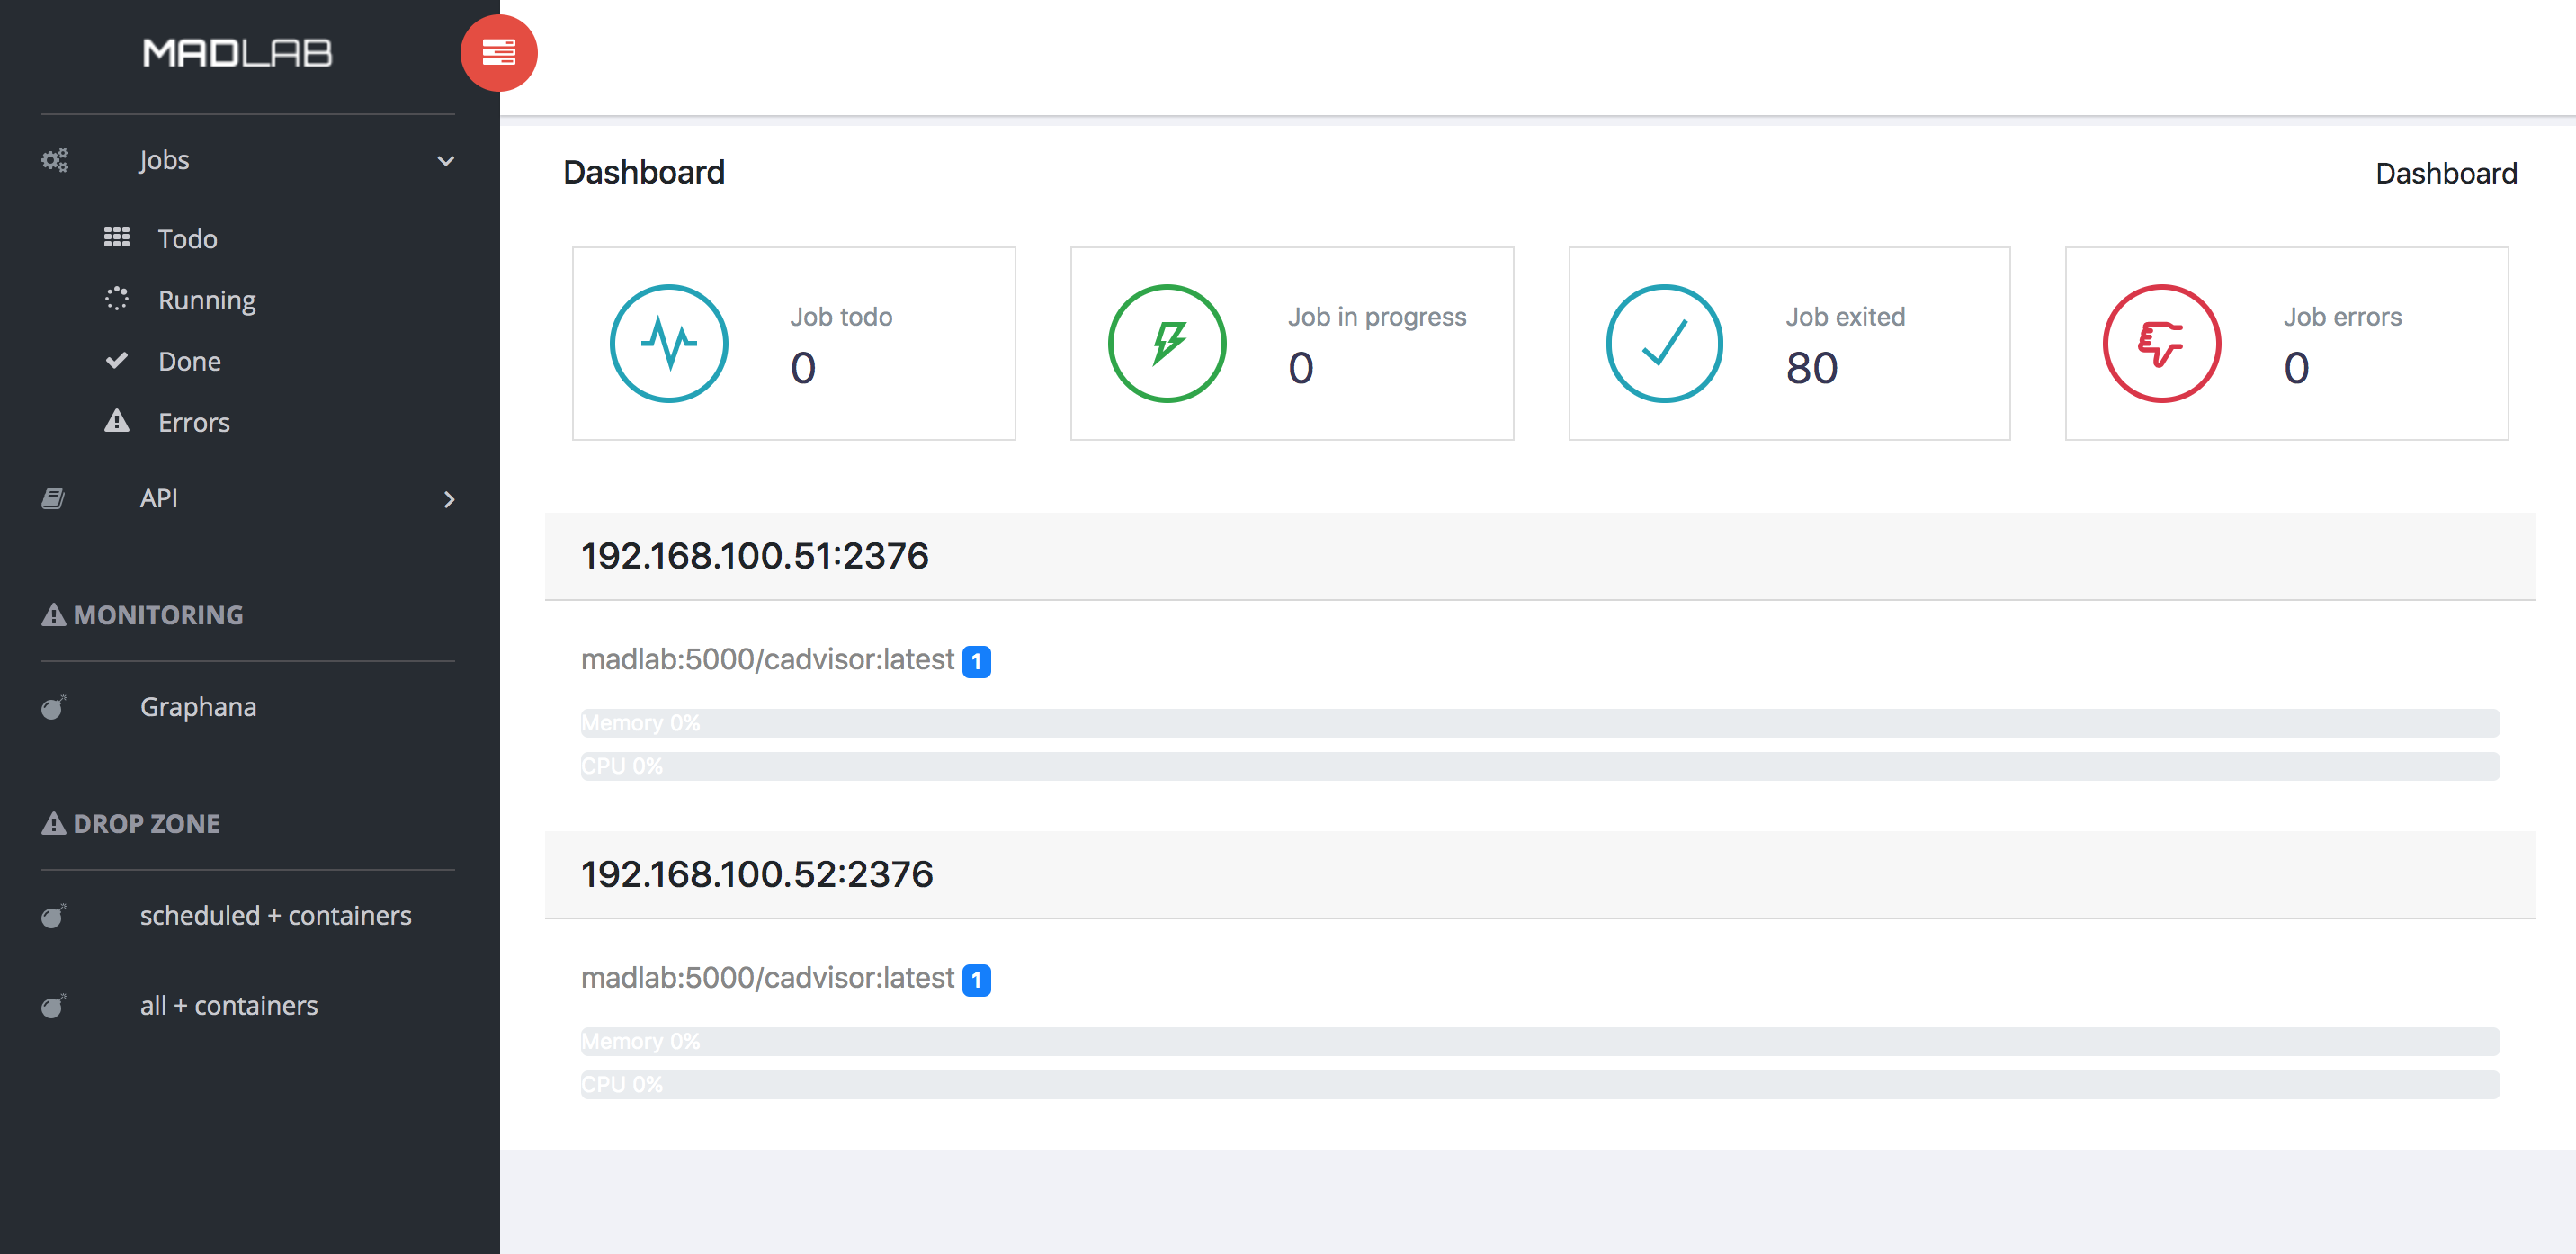 MADLAB
Jobs
Todo
Running
Done
Errors
API
MONITORING
Graphana
DROP ZONE
scheduled + containers
all + containers
Dashboard
Dashboard
Job todo
0
Job in progress
0
Job exited
80
Job errors
0
192.168.100.51:2376
madlab:5000/cadvisor:latest 1
Memory 0%
CPU 0%
192.168.100.52:2376
madlab:5000/cadvisor:latest 1
Memory 0%
CPU 0%